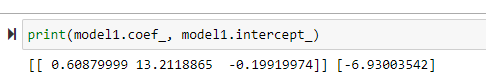 print(model1.coef_, model1.intercept_)
[[ 0.60879999 13.2118865  -0.19919974]] [-6.93003542]